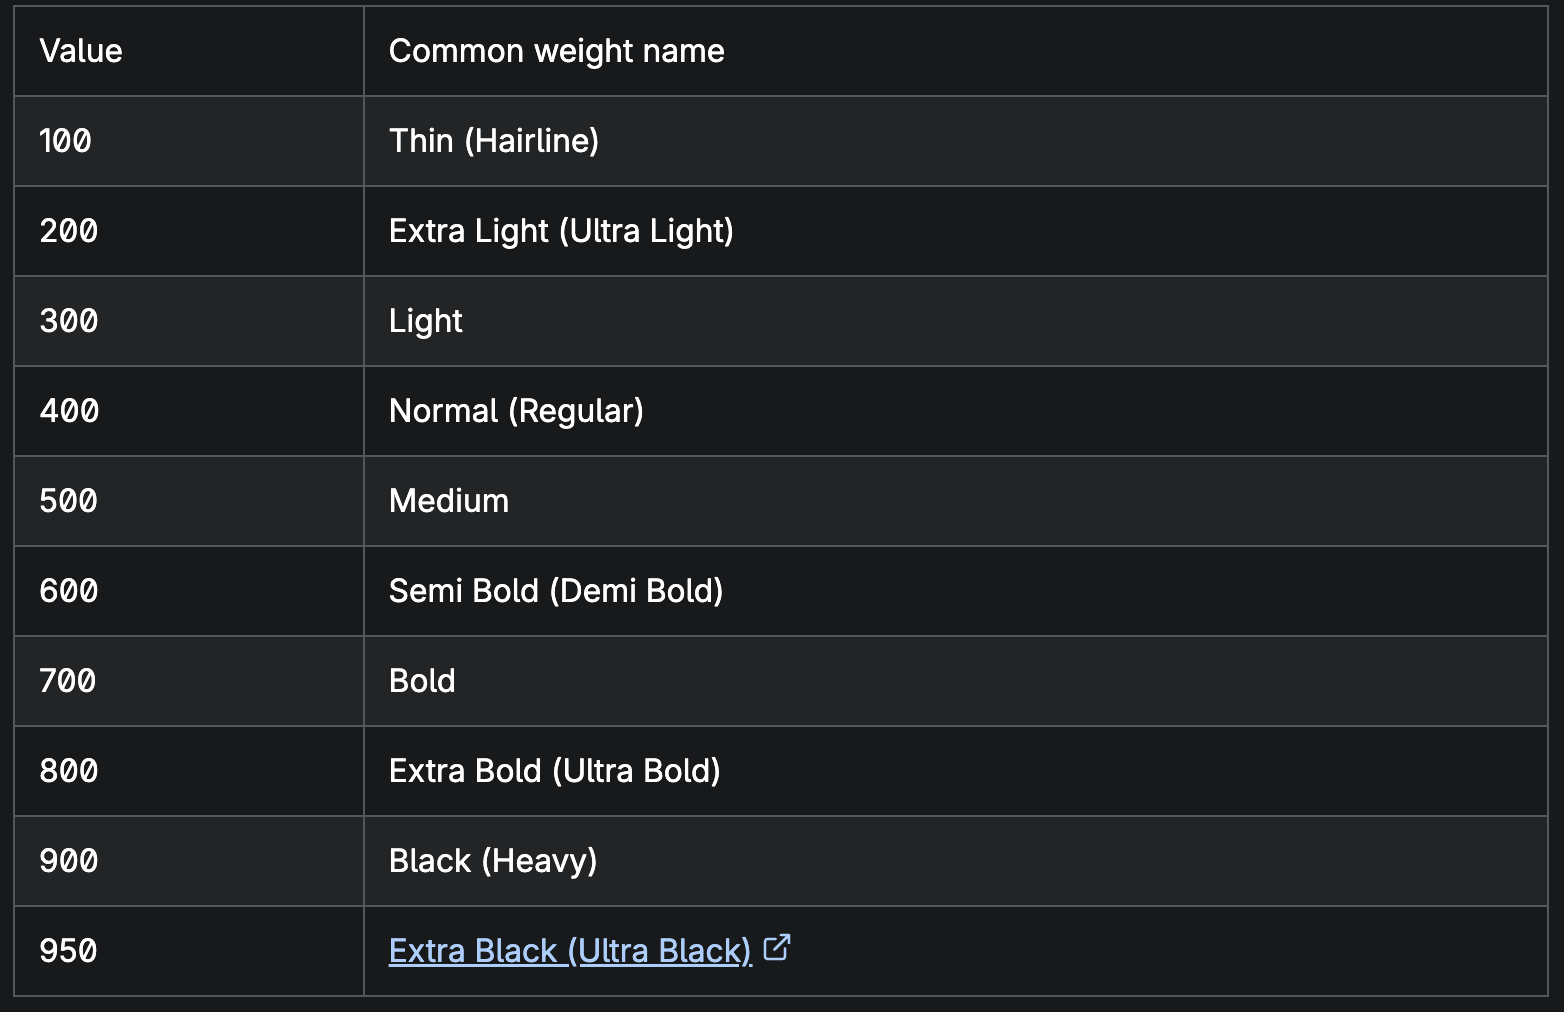 Value Common weight name
100 Thin (Hairline)
200 Extra Light (Ultra Light)
300 Light
400 Normal (Regular)
500 Medium
600 Semi Bold (Demi Bold)
700 Bold
800 Extra Bold (Ultra Bold)
900 Black (Heavy)
950 Extra Black (Ultra Black)